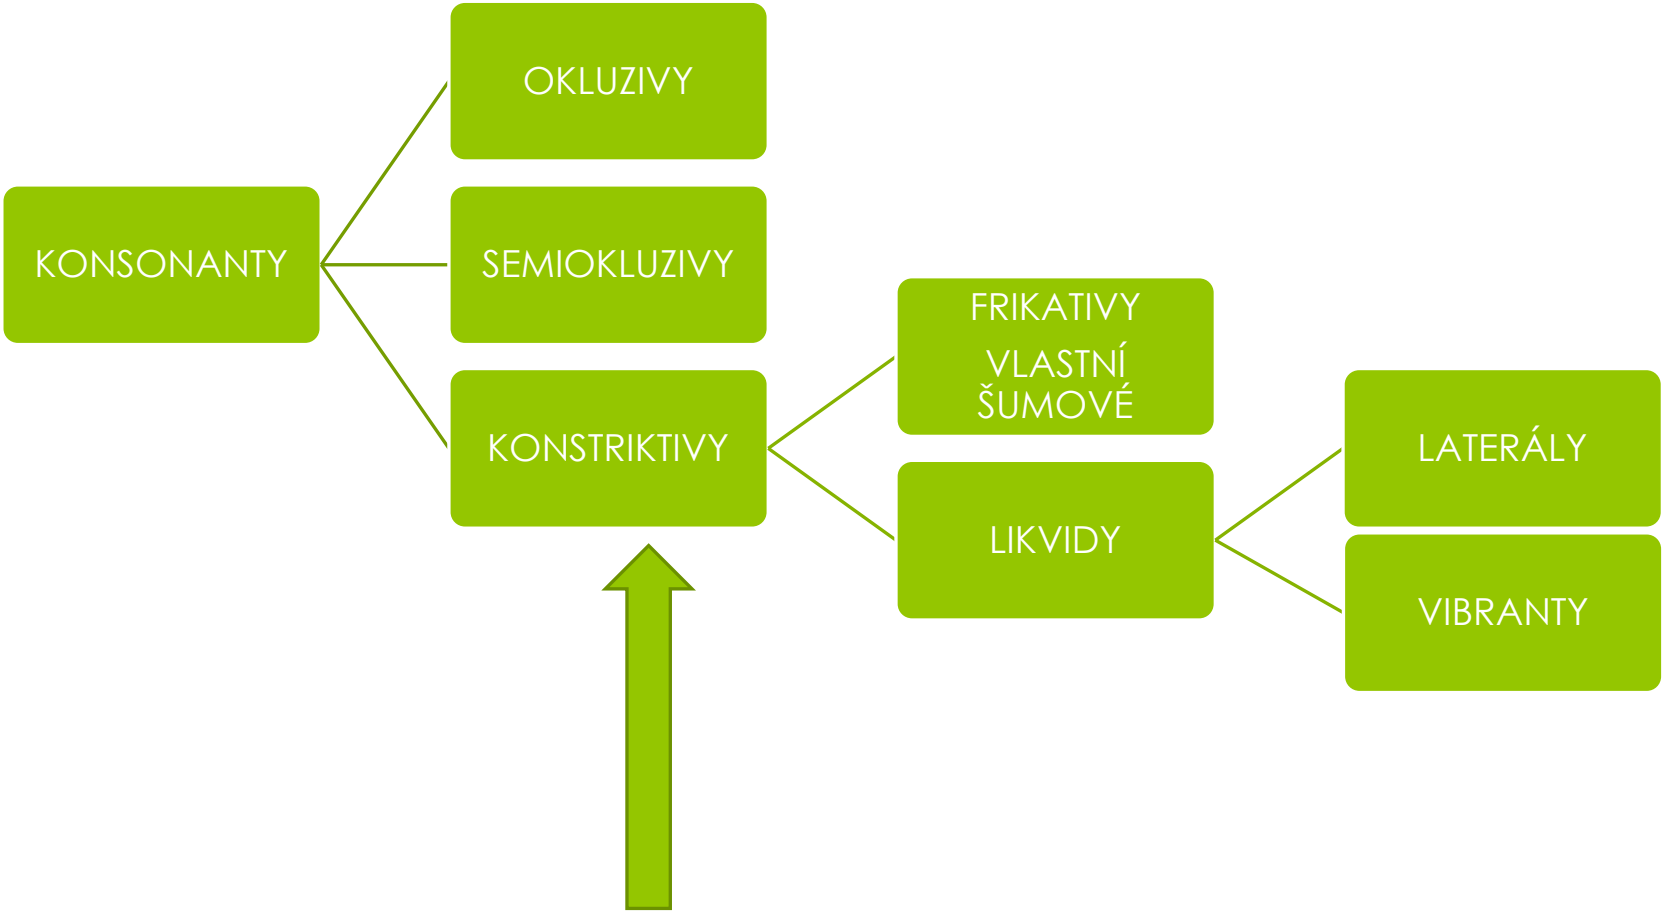 OKLUZIVY
KONSONANTY
SEMIOKLUZIVY
KONSTRIKTIVY
FRIKATIVY
VLASTNÍ
ŠUMOVÉ
LIKVIDY
LATERÁLY
VIBRANTY